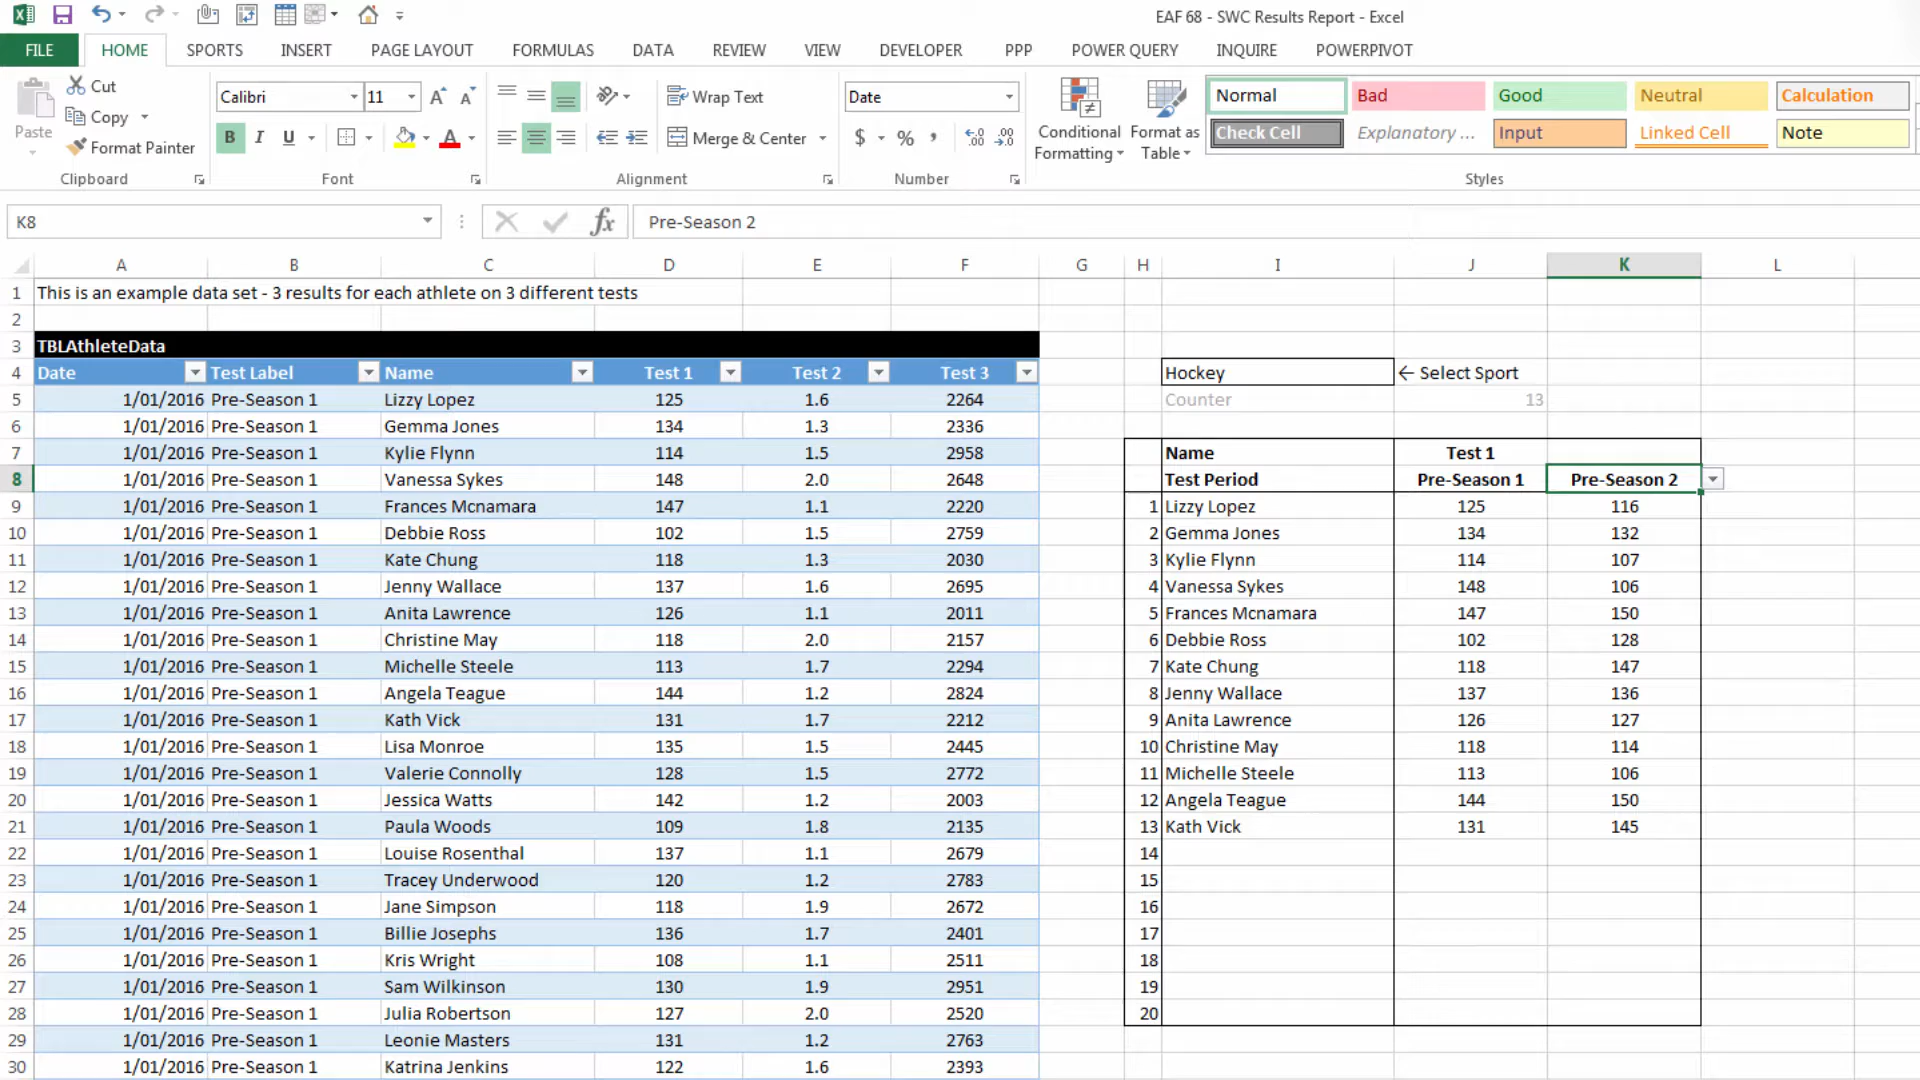 EAF 68 - SWC Results Report - Excel
FILE HOME SPORTS INSERT PAGE LAYOUT FORMULAS DATA REVIEW VIEW DEVELOPER PPP POWER QUERY INQUIRE POWERPIVOT
Paste Cut Copy Format Painter
Clipboard
Calibri 11
B I U A
Font
Wrap Text
Merge & Center
Alignment
Date
$ % ,
Number
Conditional Formatting
Format as Table
Normal Bad Good Neutral Calculation
Check Cell Explanatory ... Input Linked Cell Note
Styles
K8 fx Pre-Season 2
A B C D E F G H I J K L
1 This is an example data set - 3 results for each athlete on 3 different tests
2
3 TBLAthleteData
4 Date Test Label Name Test 1 Test 2 Test 3 Hockey ← Select Sport
5 1/01/2016 Pre-Season 1 Lizzy Lopez 125 1.6 2264 Counter 13
6 1/01/2016 Pre-Season 1 Gemma Jones 134 1.3 2336
7 1/01/2016 Pre-Season 1 Kylie Flynn 114 1.5 2958 Name Test 1
8 1/01/2016 Pre-Season 1 Vanessa Sykes 148 2.0 2648 Test Period Pre-Season 1 Pre-Season 2
9 1/01/2016 Pre-Season 1 Frances Mcnamara 147 1.1 2220 1 Lizzy Lopez 125 116
10 1/01/2016 Pre-Season 1 Debbie Ross 102 1.5 2759 2 Gemma Jones 134 132
11 1/01/2016 Pre-Season 1 Kate Chung 118 1.3 2030 3 Kylie Flynn 114 107
12 1/01/2016 Pre-Season 1 Jenny Wallace 137 1.6 2695 4 Vanessa Sykes 148 106
13 1/01/2016 Pre-Season 1 Anita Lawrence 126 1.1 2011 5 Frances Mcnamara 147 150
14 1/01/2016 Pre-Season 1 Christine May 118 2.0 2157 6 Debbie Ross 102 128
15 1/01/2016 Pre-Season 1 Michelle Steele 113 1.7 2294 7 Kate Chung 118 147
16 1/01/2016 Pre-Season 1 Angela Teague 144 1.2 2824 8 Jenny Wallace 137 136
17 1/01/2016 Pre-Season 1 Kath Vick 131 1.7 2212 9 Anita Lawrence 126 127
18 1/01/2016 Pre-Season 1 Lisa Monroe 135 1.5 2445 10 Christine May 118 114
19 1/01/2016 Pre-Season 1 Valerie Connolly 128 1.5 2772 11 Michelle Steele 113 106
20 1/01/2016 Pre-Season 1 Jessica Watts 142 1.2 2003 12 Angela Teague 144 150
21 1/01/2016 Pre-Season 1 Paula Woods 109 1.8 2135 13 Kath Vick 131 145
22 1/01/2016 Pre-Season 1 Louise Rosenthal 137 1.1 2679 14
23 1/01/2016 Pre-Season 1 Tracey Underwood 120 1.2 2783 15
24 1/01/2016 Pre-Season 1 Jane Simpson 118 1.9 2672 16
25 1/01/2016 Pre-Season 1 Billie Josephs 136 1.7 2401 17
26 1/01/2016 Pre-Season 1 Kris Wright 108 1.1 2511 18
27 1/01/2016 Pre-Season 1 Sam Wilkinson 130 1.9 2951 19
28 1/01/2016 Pre-Season 1 Julia Robertson 127 2.0 2520 20
29 1/01/2016 Pre-Season 1 Leonie Masters 131 1.2 2763
30 1/01/2016 Pre-Season 1 Katrina Jenkins 122 1.6 2393